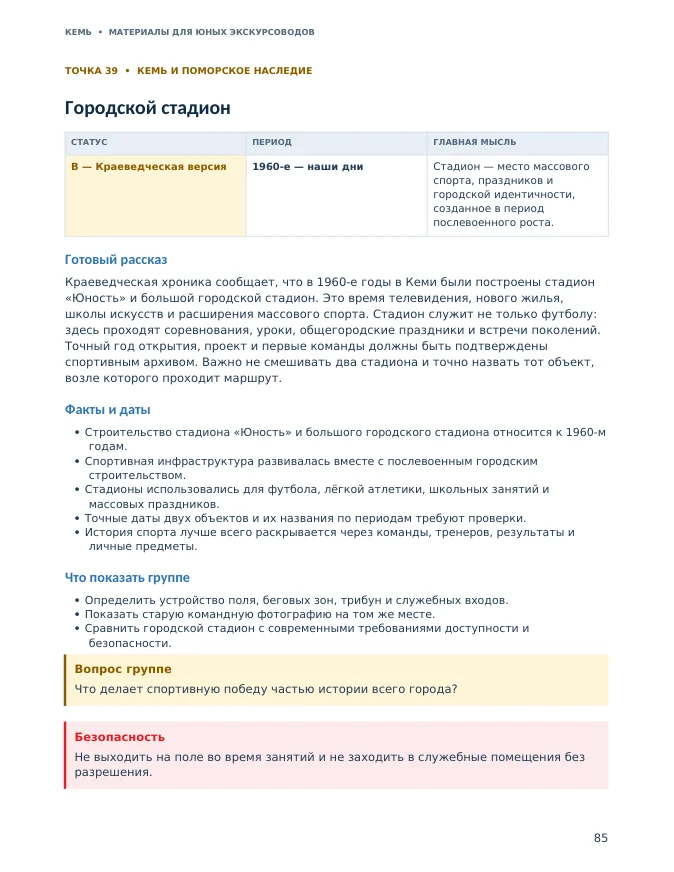 КЕМЬ • МАТЕРИАЛЫ ДЛЯ ЮНЫХ ЭКСКУРСОВОДОВ
ТОЧКА 39 • КЕМЬ И ПОМОРСКОЕ НАСЛЕДИЕ
Городской стадион
СТАТУС ПЕРИОД ГЛАВНАЯ МЫСЛЬ
В — Краеведческая версия 1960-е — наши дни Стадион — место массового
спорта, праздников и
городской идентичности,
созданное в период
послевоенного роста.
Готовый рассказ
Краеведческая хроника сообщает, что в 1960-е годы в Кеми были построены стадион
«Юность» и большой городской стадион. Это время телевидения, нового жилья,
школы искусств и расширения массового спорта. Стадион служит не только футболу:
здесь проходят соревнования, уроки, общегородские праздники и встречи поколений.
Точный год открытия, проект и первые команды должны быть подтверждены
спортивным архивом. Важно не смешивать два стадиона и точно назвать тот объект,
возле которого проходит маршрут.
Факты и даты
• Строительство стадиона «Юность» и большого городского стадиона относится к 1960-м
годам.
• Спортивная инфраструктура развивалась вместе с послевоенным городским
строительством.
• Стадионы использовались для футбола, лёгкой атлетики, школьных занятий и
массовых праздников.
• Точные даты двух объектов и их названия по периодам требуют проверки.
• История спорта лучше всего раскрывается через команды, тренеров, результаты и
личные предметы.
Что показать группе
• Определить устройство поля, беговых зон, трибун и служебных входов.
• Показать старую командную фотографию на том же месте.
• Сравнить городской стадион с современными требованиями доступности и
безопасности.
Вопрос группе
Что делает спортивную победу частью истории всего города?
Безопасность
Не выходить на поле во время занятий и не заходить в служебные помещения без
разрешения.
85